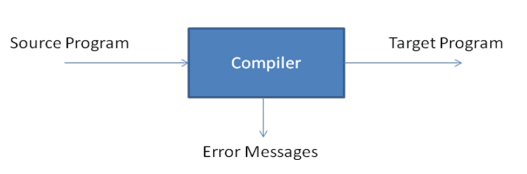 Source Program
Compiler
Target Program
Error Messages